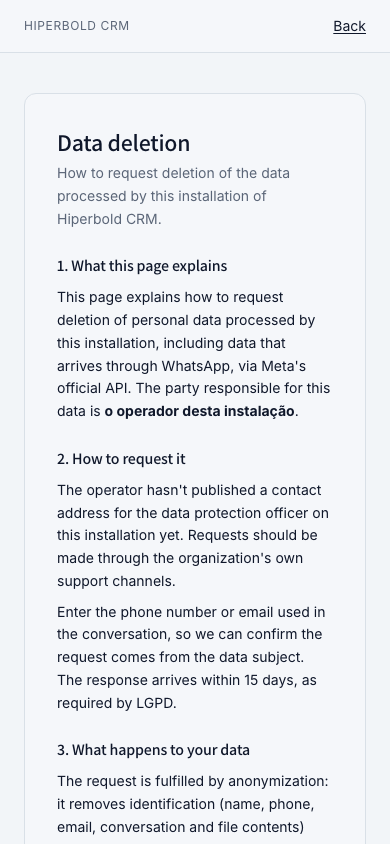 HIPERBOLD CRM
Back
Data deletion
How to request deletion of the data
processed by this installation of
Hiperbold CRM.
1. What this page explains
This page explains how to request
deletion of personal data processed by
this installation, including data that
arrives through WhatsApp, via Meta's
official API. The party responsible for this
data is o operador desta instalação.
2. How to request it
The operator hasn't published a contact
address for the data protection officer on
this installation yet. Requests should be
made through the organization's own
support channels.
Enter the phone number or email used in
the conversation, so we can confirm the
request comes from the data subject.
The response arrives within 15 days, as
required by LGPD.
3. What happens to your data
The request is fulfilled by anonymization:
it removes identification (name, phone,
email, conversation and file contents)